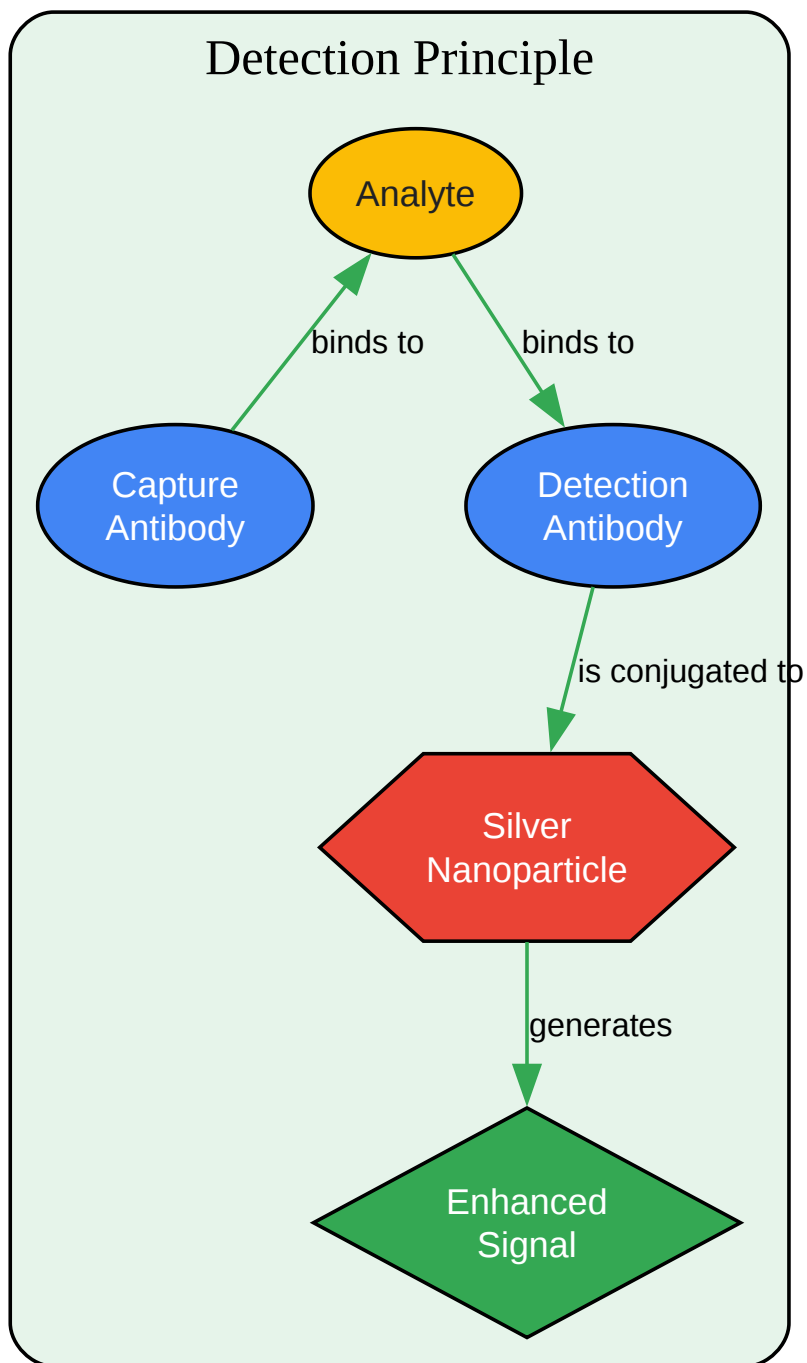 Detection Principle
Analyte
binds to
binds to
Capture
Antibody
Detection
Antibody
is conjugated to
Silver
Nanoparticle
generates
Enhanced
Signal